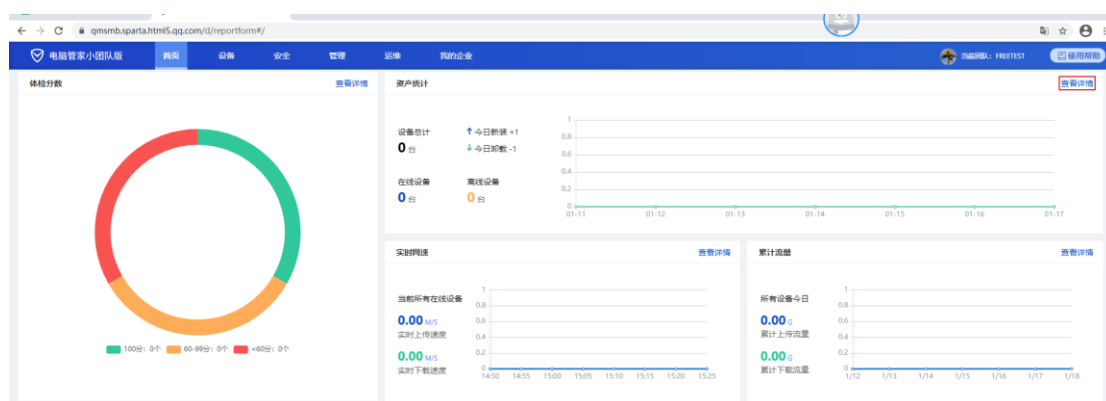 qmsmb.sparta.html5.qq.com/d/reportform#/
电脑管家小团队版 首页 设备 安全 管理 运维 我的企业 当前团队：FREETEST 使用帮助
体检分数 查看详情
100分：0个 60-99分：0个 <60分：0个
资产统计 查看详情
设备总计 今日新装 +1
0 台 今日卸载 -1
在线设备 离线设备
0 台 0 台
1
0.8
0.6
0.4
0.2
0
01-11 01-12 01-13 01-14 01-15 01-16 01-17
实时网速 查看详情
当前所有在线设备
0.00 M/S
实时上传速度
0.00 M/S
实时下载速度
1
0.8
0.6
0.4
0.2
0
14:50 14:55 15:00 15:05 15:10 15:15 15:20 15:25
累计流量 查看详情
所有设备今日
0.00 G
累计上传流量
0.00 G
累计下载流量
1
0.8
0.6
0.4
0.2
0
1/12 1/13 1/14 1/15 1/16 1/17 1/18